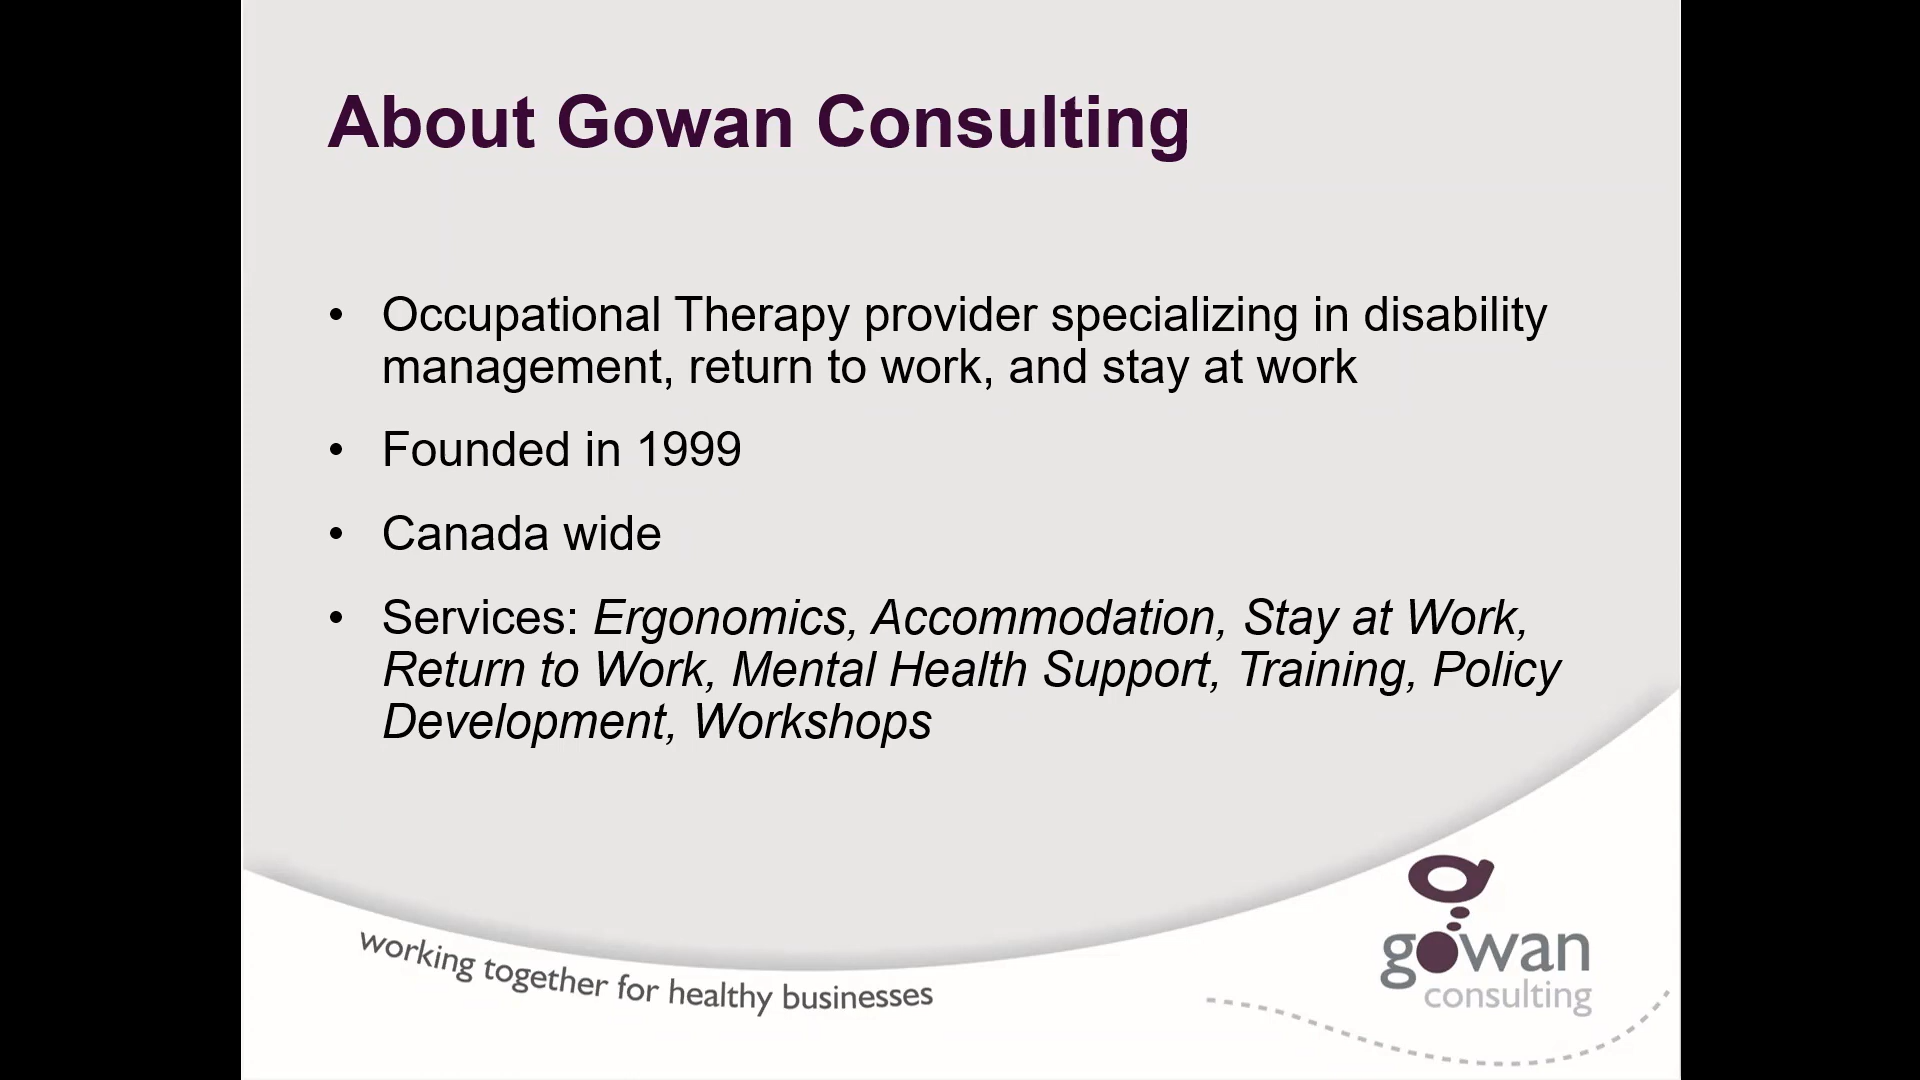 About Gowan Consulting
• Occupational Therapy provider specializing in disability
management, return to work, and stay at work
• Founded in 1999
• Canada wide
• Services: Ergonomics, Accommodation, Stay at Work,
Return to Work, Mental Health Support, Training, Policy
Development, Workshops
working together for healthy businesses
gowan
consulting